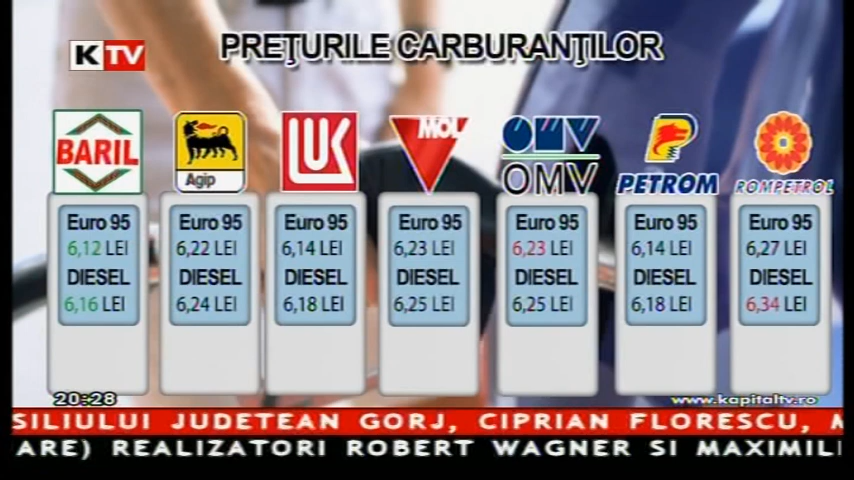 K TV
PREŢURILE CARBURANŢILOR
BARIL
Agip
LUK
MOL
OMV
OMV
PETROM
ROMPETROL
Euro 95
6,12 LEI
DIESEL
6,16 LEI
Euro 95
6,22 LEI
DIESEL
6,24 LEI
Euro 95
6,14 LEI
DIESEL
6,18 LEI
Euro 95
6,23 LEI
DIESEL
6,25 LEI
Euro 95
6,23 LEI
DIESEL
6,25 LEI
Euro 95
6,14 LEI
DIESEL
6,18 LEI
Euro 95
6,27 LEI
DIESEL
6,34 LEI
20:28
www.kapitaltv.ro
SILIULUI JUDETEAN GORJ, CIPRIAN FLORESCU, M
ARE) REALIZATORI ROBERT WAGNER SI MAXIMILI